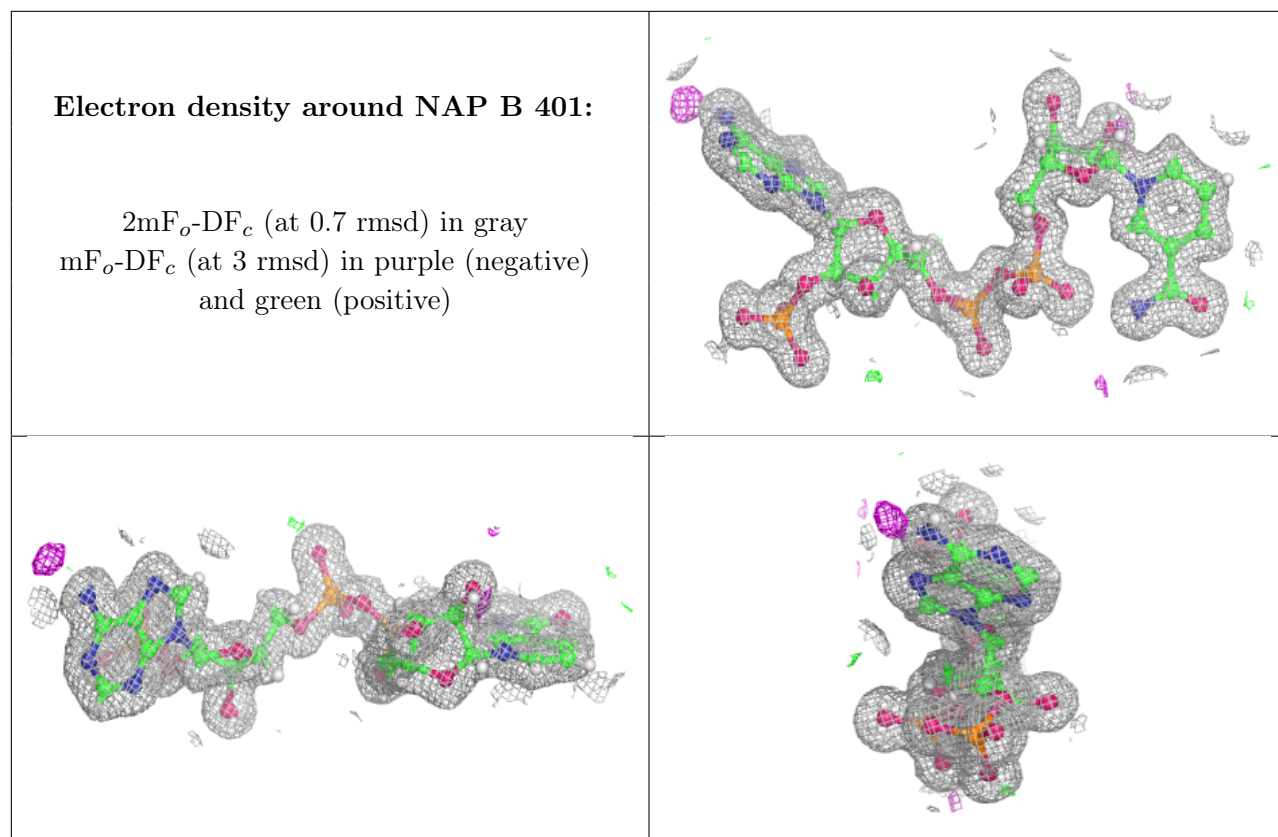 Electron density around NAP B 401:
2mFo-DFc (at 0.7 rmsd) in gray
mFo-DFc (at 3 rmsd) in purple (negative)
and green (positive)